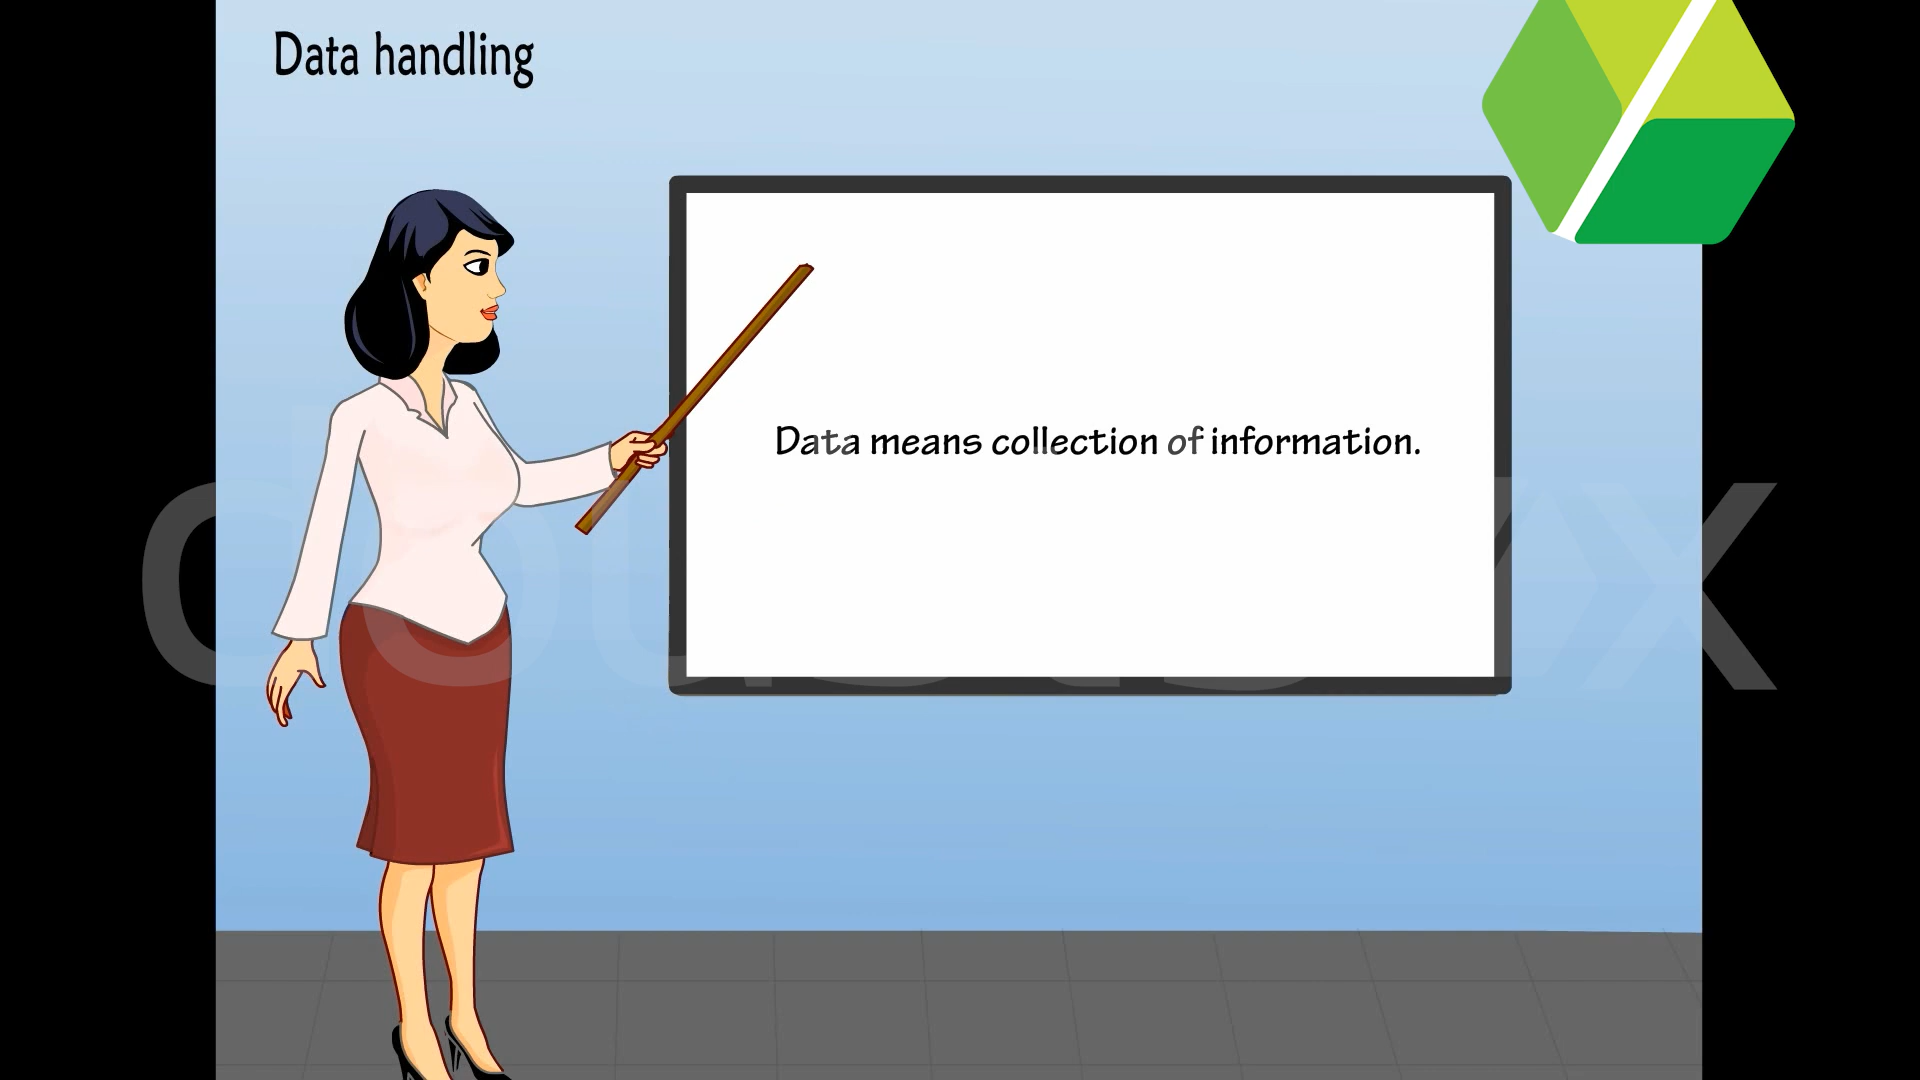 Data handling
Data means collection of information.